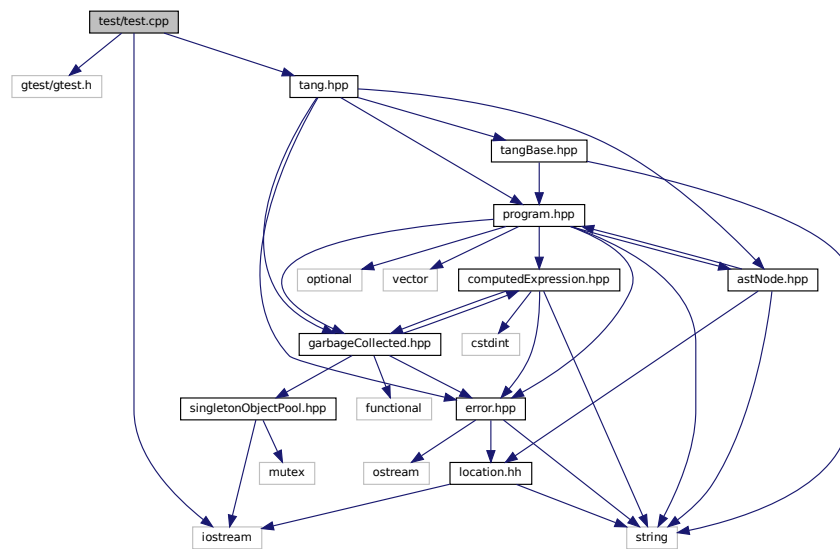 test/test.cpp
gtest/gtest.h
tang.hpp
tangBase.hpp
program.hpp
optional
vector
computedExpression.hpp
astNode.hpp
garbageCollected.hpp
cstdint
singletonObjectPool.hpp
functional
error.hpp
mutex
ostream
location.hh
iostream
string